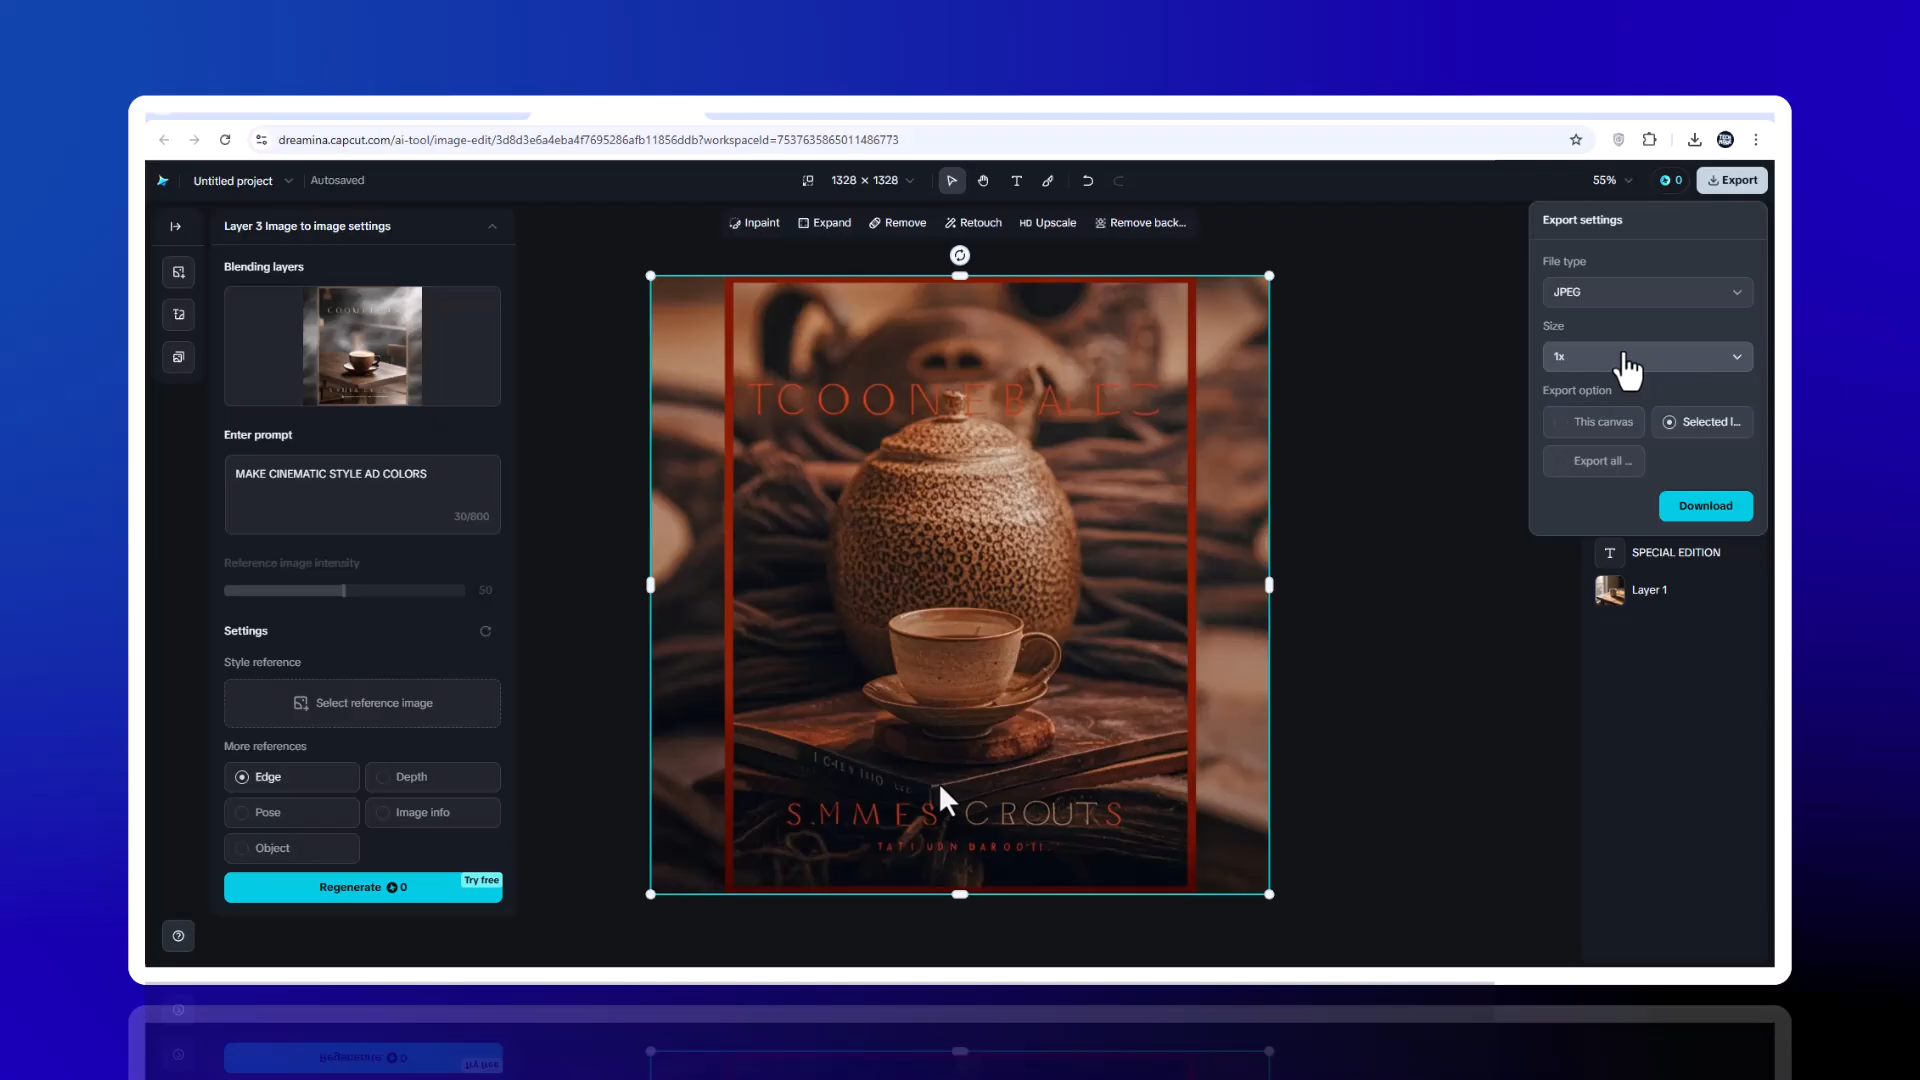 dreamina.capcut.com/ai-tool/image-edit/3d8d3e6a4eba4f7695286afb11856ddb?workspaceId=7537635865011486773
Untitled project
Autosaved
1328 × 1328
55%
0
Export
Layer 3 Image to image settings
Inpaint
Expand
Remove
Retouch
HD Upscale
Remove back...
Export settings
Blending layers
File type
JPEG
Size
1x
Export option
This canvas
Selected l...
Export all ...
Download
SPECIAL EDITION
Layer 1
Enter prompt
MAKE CINEMATIC STYLE AD COLORS
30/800
Reference image intensity
50
Settings
Style reference
Select reference image
More references
Edge
Depth
Pose
Image info
Object
Try free
Regenerate 0
S.MMES CROUTS